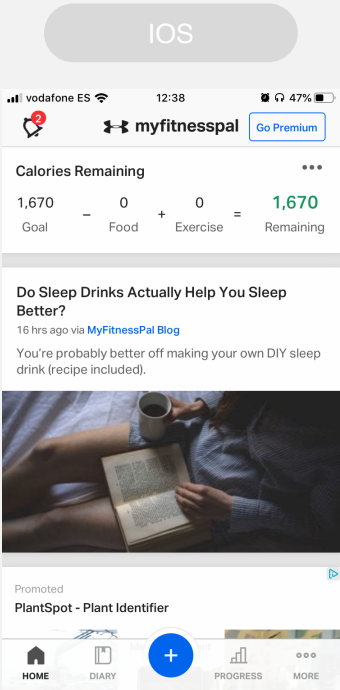 IOS
vodafone ES 12:38 47%
2
myfitnesspal Go Premium
Calories Remaining
1,670 – 0 + 0 = 1,670
Goal Food Exercise Remaining
Do Sleep Drinks Actually Help You Sleep
Better?
16 hrs ago via MyFitnessPal Blog
You're probably better off making your own DIY sleep
drink (recipe included).
Promoted
PlantSpot - Plant Identifier
+
HOME DIARY PROGRESS MORE